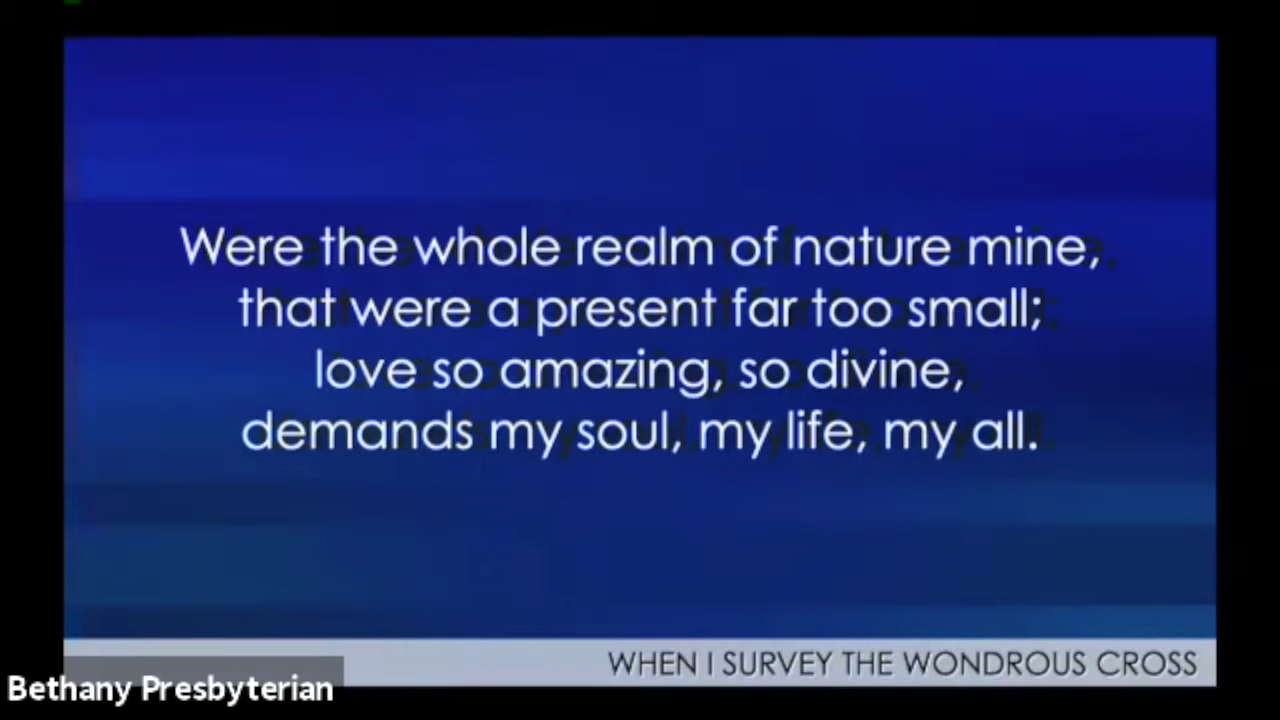 Were the whole realm of nature mine,
that were a present far too small;
love so amazing, so divine,
demands my soul, my life, my all.
WHEN I SURVEY THE WONDROUS CROSS
Bethany Presbyterian